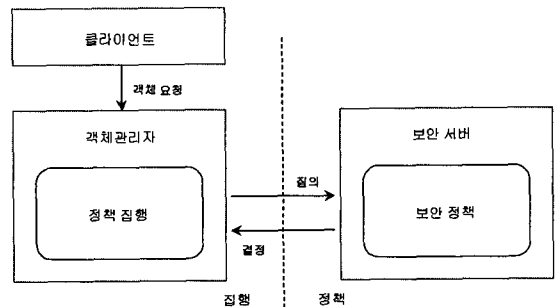 클라이언트
객체 요청
객체관리자
보안 서버
정책 집행
질의
보안 정책
결정
집행
정책